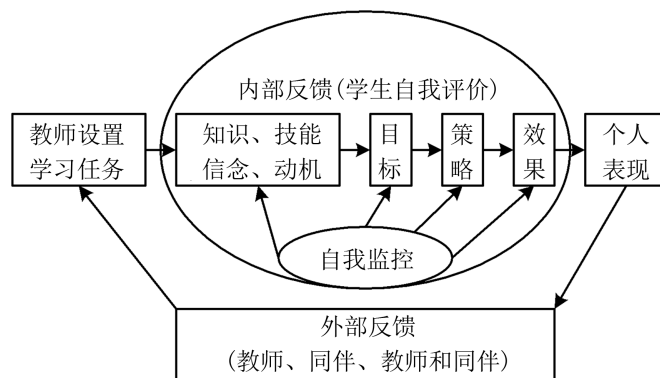 内部反馈(学生自我评价)
教师设置
学习任务
知识、技能
信念、动机
目
标
策
略
效
果
个人
表现
自我监控
外部反馈
(教师、同伴、教师和同伴)